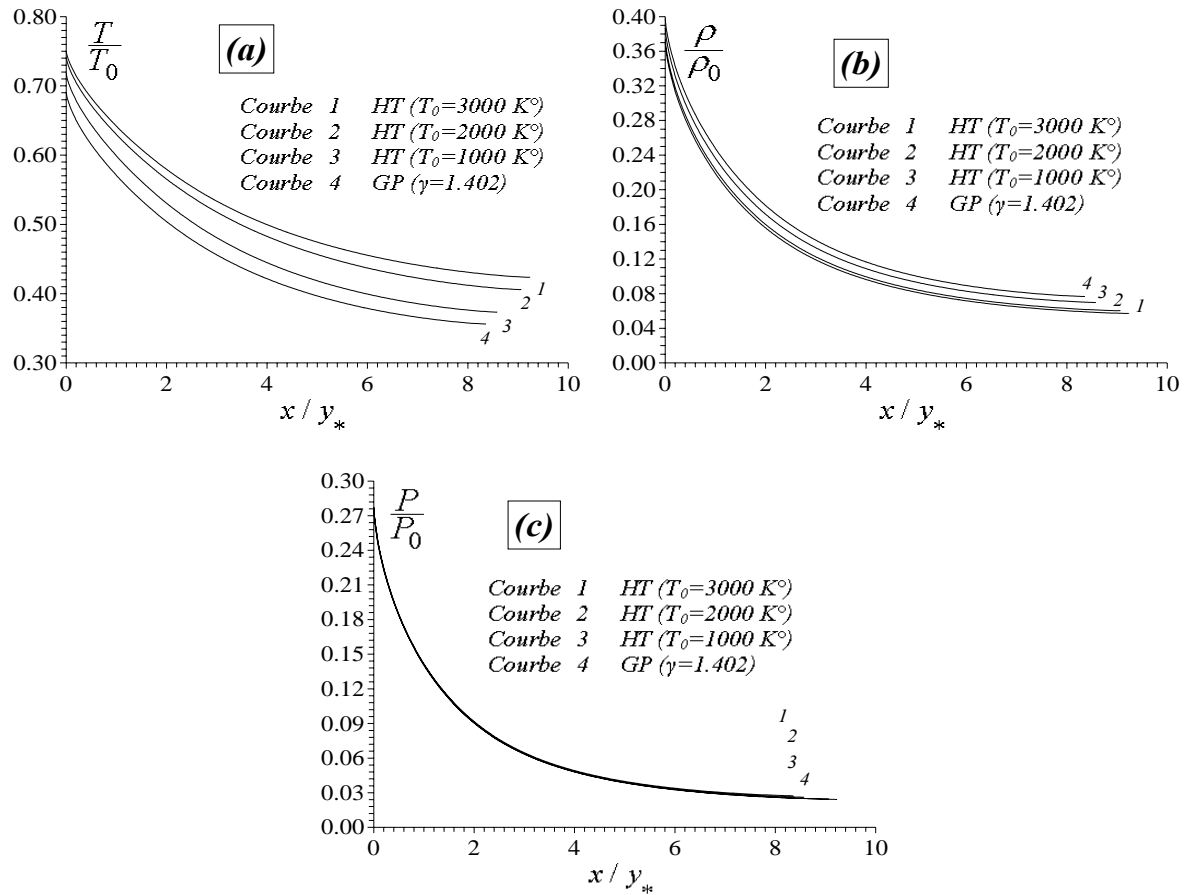 0.80
0.70
0.60
0.50
0.40
0.30
T
T0
(a)
Courbe 1 HT (T0=3000 K°)
Courbe 2 HT (T0=2000 K°)
Courbe 3 HT (T0=1000 K°)
Courbe 4 GP (γ=1.402)
1
2
3
4
0 2 4 6 8 10
x / y*
0.40
0.36
0.32
0.28
0.24
0.20
0.16
0.12
0.08
0.04
0.00
ρ
ρ0
(b)
Courbe 1 HT (T0=3000 K°)
Courbe 2 HT (T0=2000 K°)
Courbe 3 HT (T0=1000 K°)
Courbe 4 GP (γ=1.402)
4 3 2 1
0 2 4 6 8 10
x / y*
0.30
0.27
0.24
0.21
0.18
0.15
0.12
0.09
0.06
0.03
0.00
P
P0
(c)
Courbe 1 HT (T0=3000 K°)
Courbe 2 HT (T0=2000 K°)
Courbe 3 HT (T0=1000 K°)
Courbe 4 GP (γ=1.402)
1
2
3
4
0 2 4 6 8 10
x / y*